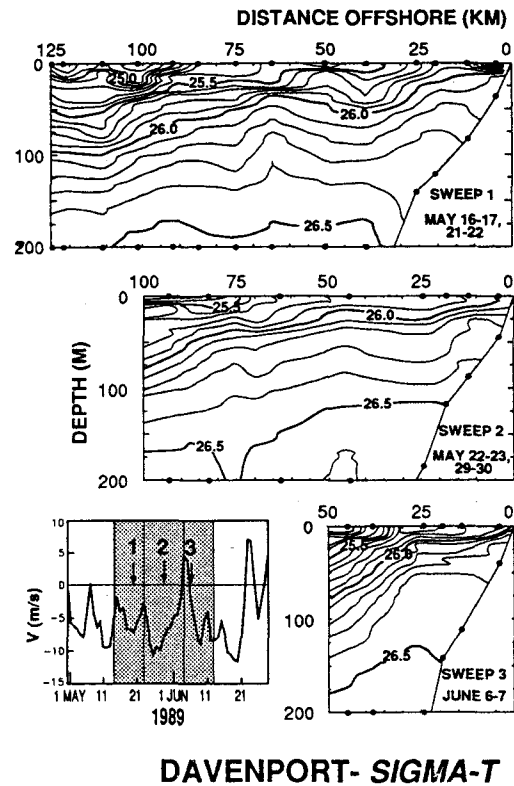 DISTANCE OFFSHORE (KM)
125 100 75 50 25 0
0
100
200
25.0
25.5
26.0
26.0
26.5
SWEEP 1
MAY 16-17,
21-22
100 75 50 25 0
0
100
200
DEPTH (M)
25.5
26.0
26.5
26.5
SWEEP 2
MAY 22-23,
29-30
50 25 0
0
100
200
25.5
26.0
26.5
SWEEP 3
JUNE 6-7
10
5
0
-5
-10
-15
V (m/s)
1 2 3
1 MAY 11 21 1 JUN 11 21
1989
DAVENPORT- SIGMA-T